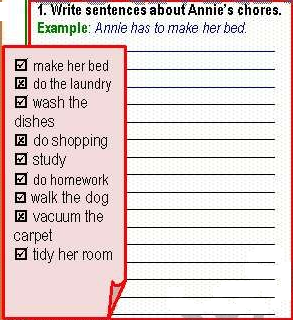 1. Write sentences about Annie's chores.
Example: Annie has to make her bed.
☑ make her bed
☒ do the laundry
☑ wash the
dishes
☒ do shopping
☑ study
☑ do homework
☑ walk the dog
☒ vacuum the
carpet
☑ tidy her room